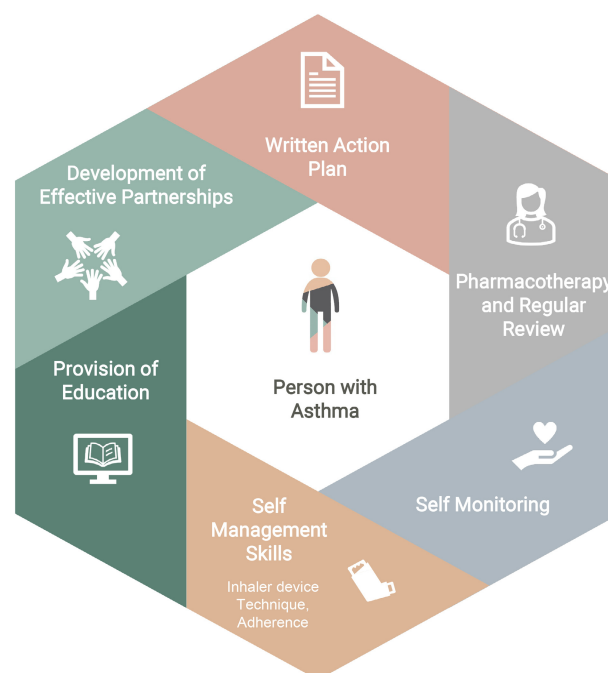 Written Action
Plan
Development of
Effective Partnerships
Pharmacotherapy
and Regular
Review
Provision of
Education
Person with
Asthma
Self Monitoring
Self
Management
Skills
Inhaler device
Technique,
Adherence